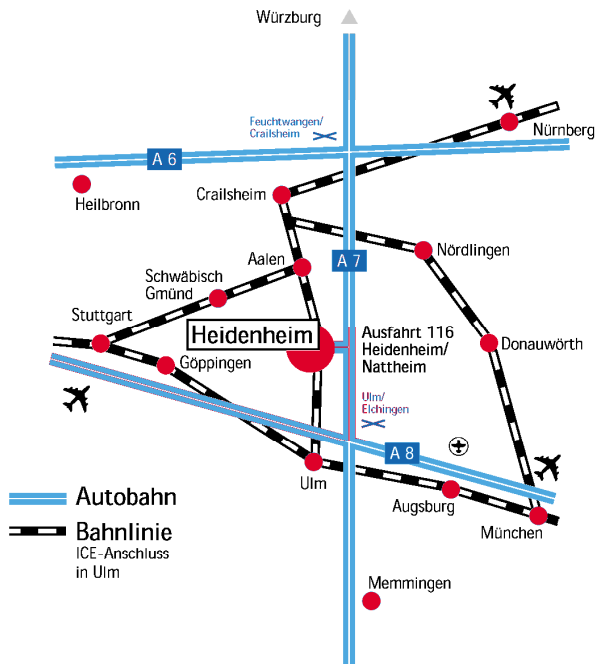 Würzburg
Feuchtwangen/
Crailsheim
Nürnberg
A 6
Heilbronn
Crailsheim
Nördlingen
Aalen
A 7
Schwäbisch
Gmünd
Stuttgart
Heidenheim
Ausfahrt 116
Heidenheim/
Nattheim
Donauwörth
Göppingen
Ulm/
Elchingen
A 8
Ulm
Augsburg
München
Autobahn
Bahnlinie
ICE-Anschluss
in Ulm
Memmingen